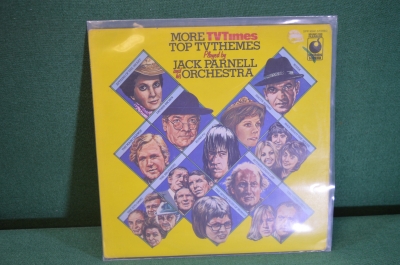 MORE TVTimes
TOP TV THEMES
Played by
JACK PARNELL
AND HIS ORCHESTRA